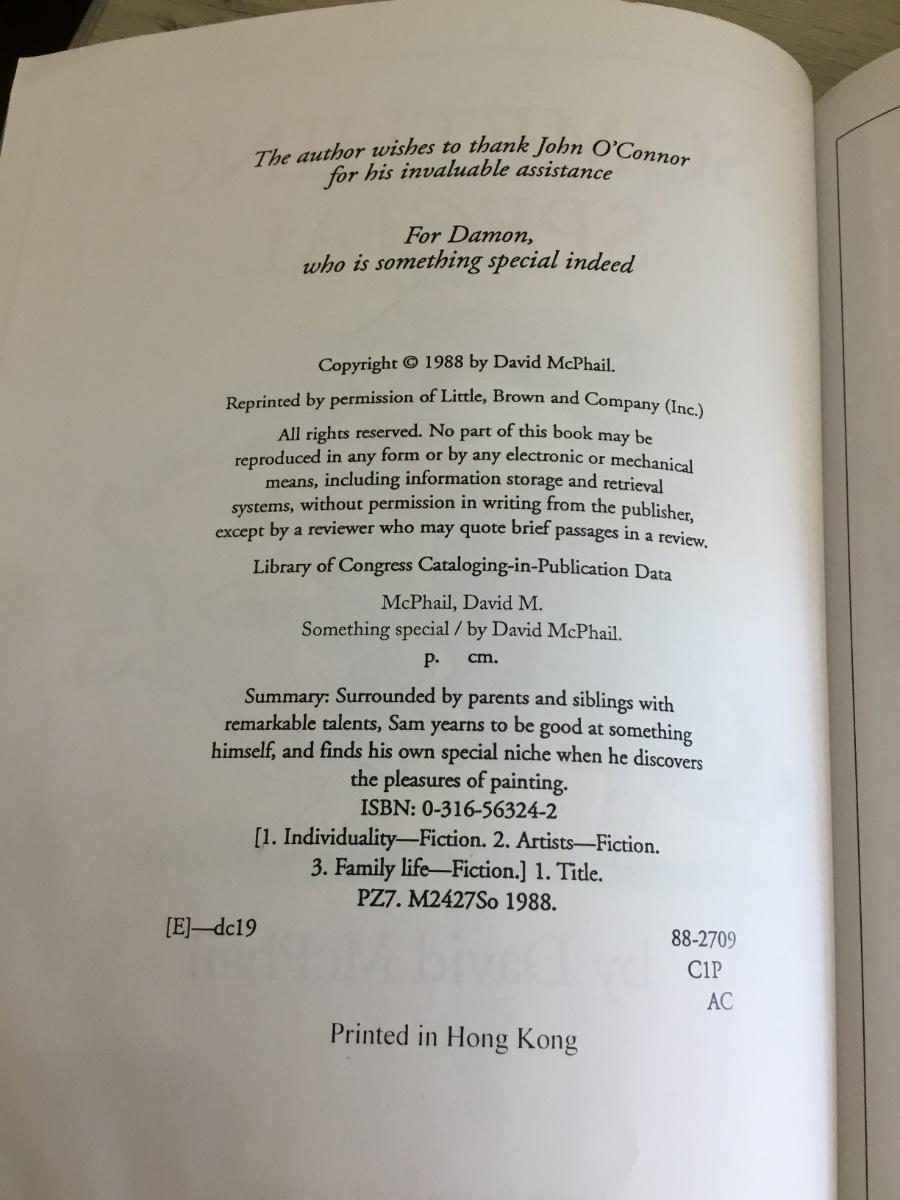 The author wishes to thank John O'Connor
for his invaluable assistance
For Damon,
who is something special indeed
Copyright © 1988 by David McPhail.
Reprinted by permission of Little, Brown and Company (Inc.)
All rights reserved. No part of this book may be
reproduced in any form or by any electronic or mechanical
means, including information storage and retrieval
systems, without permission in writing from the publisher,
except by a reviewer who may quote brief passages in a review.
Library of Congress Cataloging-in-Publication Data
McPhail, David M.
Something special / by David McPhail.
p. cm.
Summary: Surrounded by parents and siblings with
remarkable talents, Sam yearns to be good at something
himself, and finds his own special niche when he discovers
the pleasures of painting.
ISBN: 0-316-56324-2
[1. Individuality—Fiction. 2. Artists—Fiction.
3. Family life—Fiction.] 1. Title.
PZ7. M2427So 1988.
[E]—dc19
88-2709
C1P
AC
Printed in Hong Kong